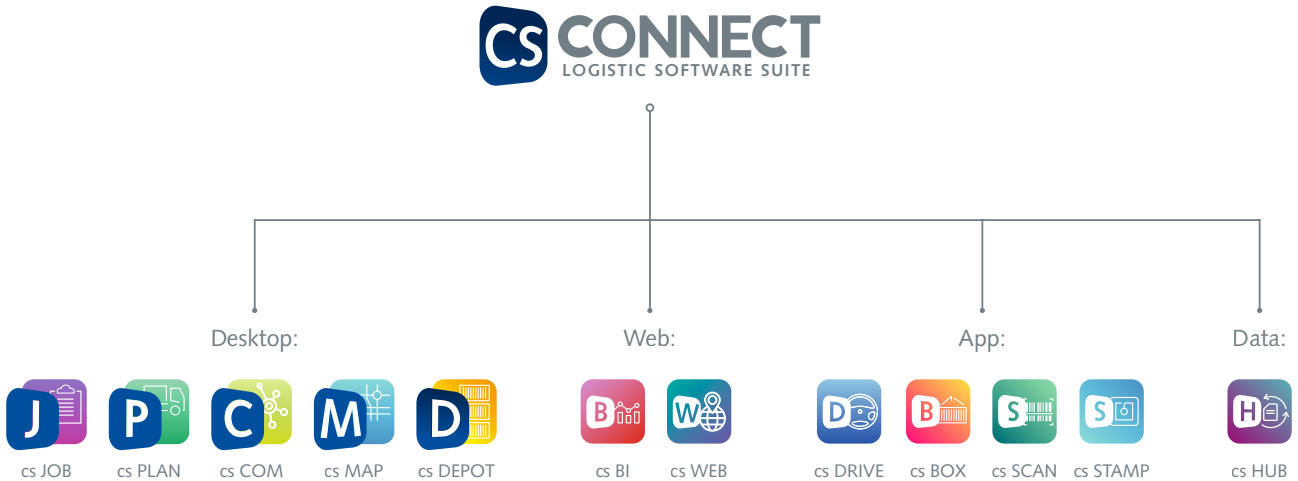 CS CONNECT
LOGISTIC SOFTWARE SUITE
Desktop: Web: App: Data:
J P C M D B W D B S S H
cs JOB cs PLAN cs COM cs MAP cs DEPOT cs BI cs WEB cs DRIVE cs BOX cs SCAN cs STAMP cs HUB